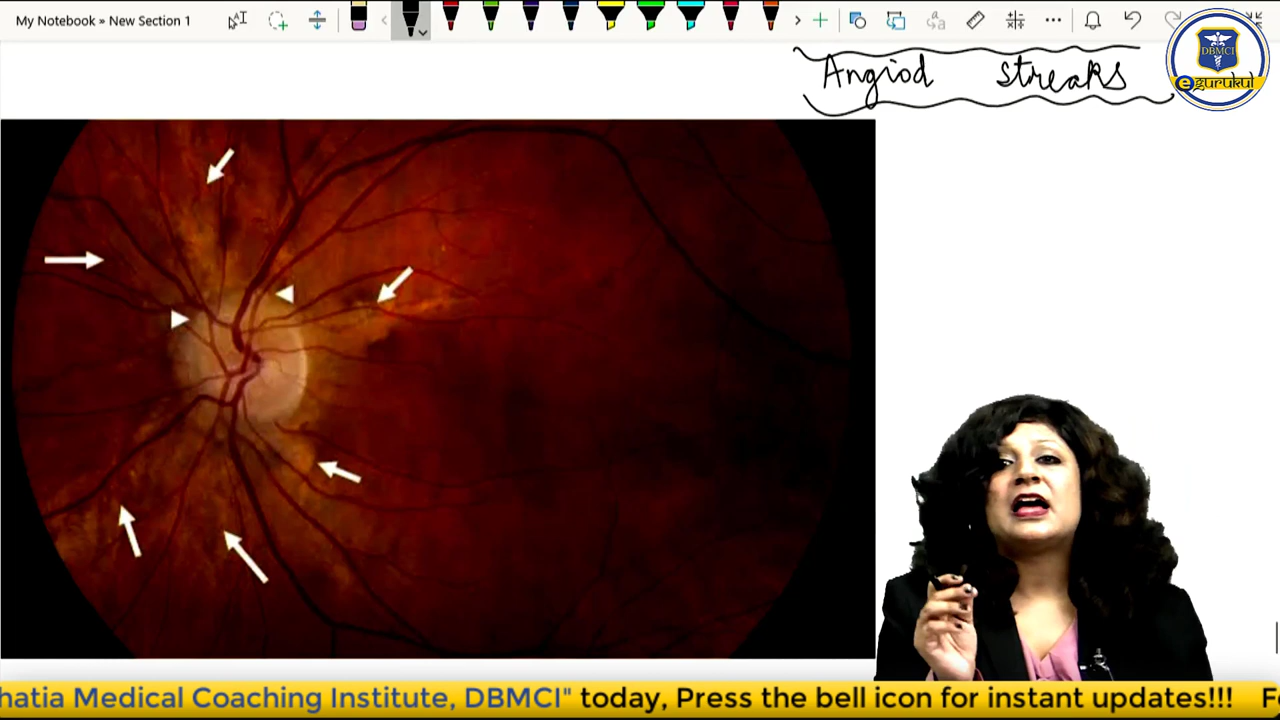 My Notebook » New Section 1
Angiod streaks
DBMCI
egurukul
hatia Medical Coaching Institute, DBMCI" today, Press the bell icon for instant updates!!! F